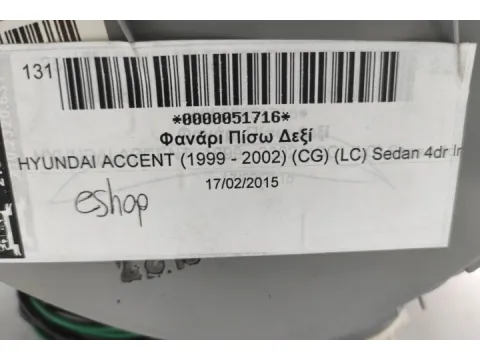 131
*0000051716*
Φανάρι Πίσω Δεξί
HYUNDAI ACCENT (1999 - 2002) (CG) (LC) Sedan 4dr
17/02/2015
eshop